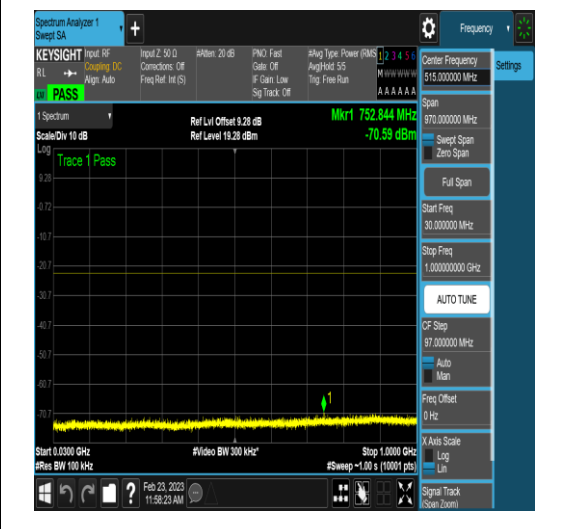 Spectrum Analyzer 1
Swept SA
+
Frequency
KEYSIGHT
Input: RF
Coupling: DC
Align: Auto
Input Z: 50 Ω
Corrections: Off
Freq Ref: Int (S)
#Atten: 20 dB
PNO: Fast
Gate: Off
IF Gain: Low
Sig Track: Off
#Avg Type: Power (RMS)
Avg|Hold: 5/5
Trig: Free Run
1 2 3 4 5 6
M w w w w w
A A A A A A
RL
PASS
Center Frequency
515.000000 MHz
Settings
Span
970.000000 MHz
Swept Span
Zero Span
Full Span
Start Freq
30.000000 MHz
Stop Freq
1.000000000 GHz
AUTO TUNE
CF Step
97.000000 MHz
Auto
Man
Freq Offset
0 Hz
X Axis Scale
Log
Lin
Signal Track
(Span Zoom)
1 Spectrum
Scale/Div 10 dB
Ref Lvl Offset 9.28 dB
Ref Level 19.28 dBm
Mkr1 752.844 MHz
-70.59 dBm
Log
Trace 1 Pass
9.28
-0.72
-10.7
-20.7
-30.7
-40.7
-50.7
-60.7
-70.7
1
Start 0.0300 GHz
#Res BW 100 kHz
#Video BW 300 kHz*
Stop 1.0000 GHz
#Sweep ~1.00 s (10001 pts)
?
Feb 23, 2023
11:58:23 AM